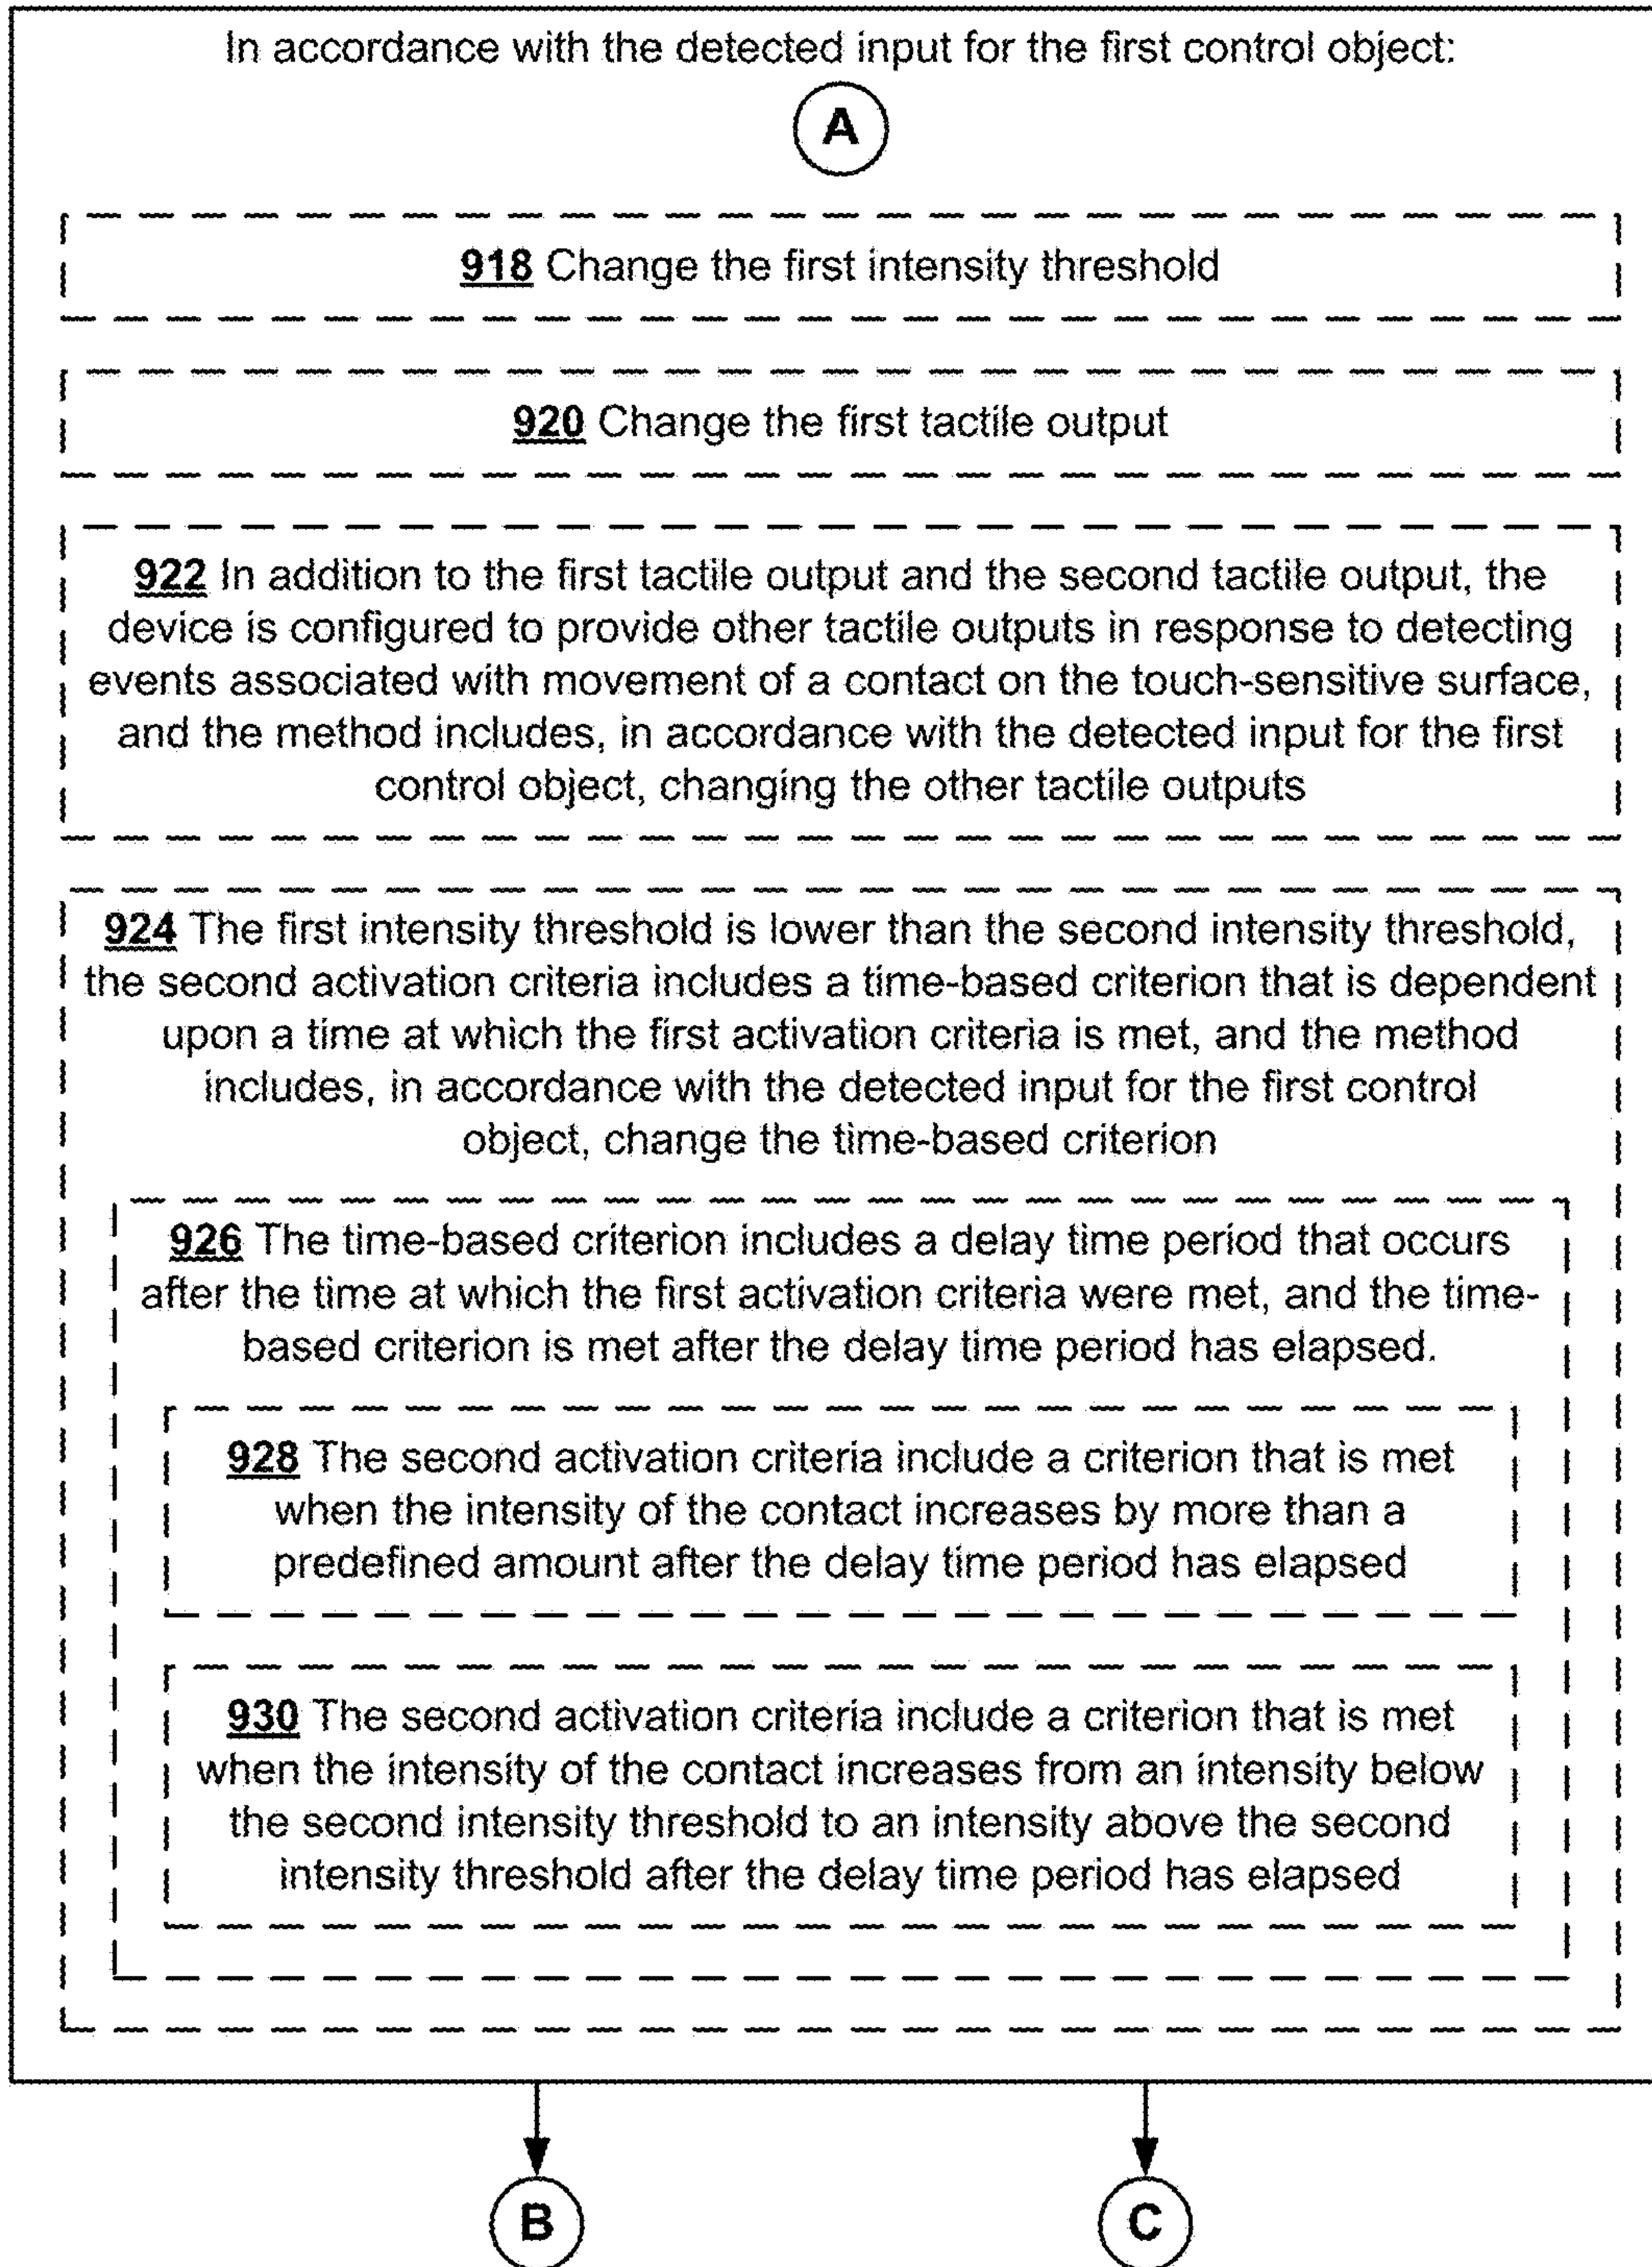 In accordance with the detected input for the first control object:
A
918 Change the first intensity threshold
920 Change the first tactile output
922 In addition to the first tactile output and the second tactile output, the
device is configured to provide other tactile outputs in response to detecting
events associated with movement of a contact on the touch-sensitive surface,
and the method includes, in accordance with the detected input for the first
control object, changing the other tactile outputs
924 The first intensity threshold is lower than the second intensity threshold,
the second activation criteria includes a time-based criterion that is dependent
upon a time at which the first activation criteria is met, and the method
includes, in accordance with the detected input for the first control
object, change the time-based criterion
926 The time-based criterion includes a delay time period that occurs
after the time at which the first activation criteria were met, and the time-
based criterion is met after the delay time period has elapsed.
928 The second activation criteria include a criterion that is met
when the intensity of the contact increases by more than a
predefined amount after the delay time period has elapsed
930 The second activation criteria include a criterion that is met
when the intensity of the contact increases from an intensity below
the second intensity threshold to an intensity above the second
intensity threshold after the delay time period has elapsed
B
C